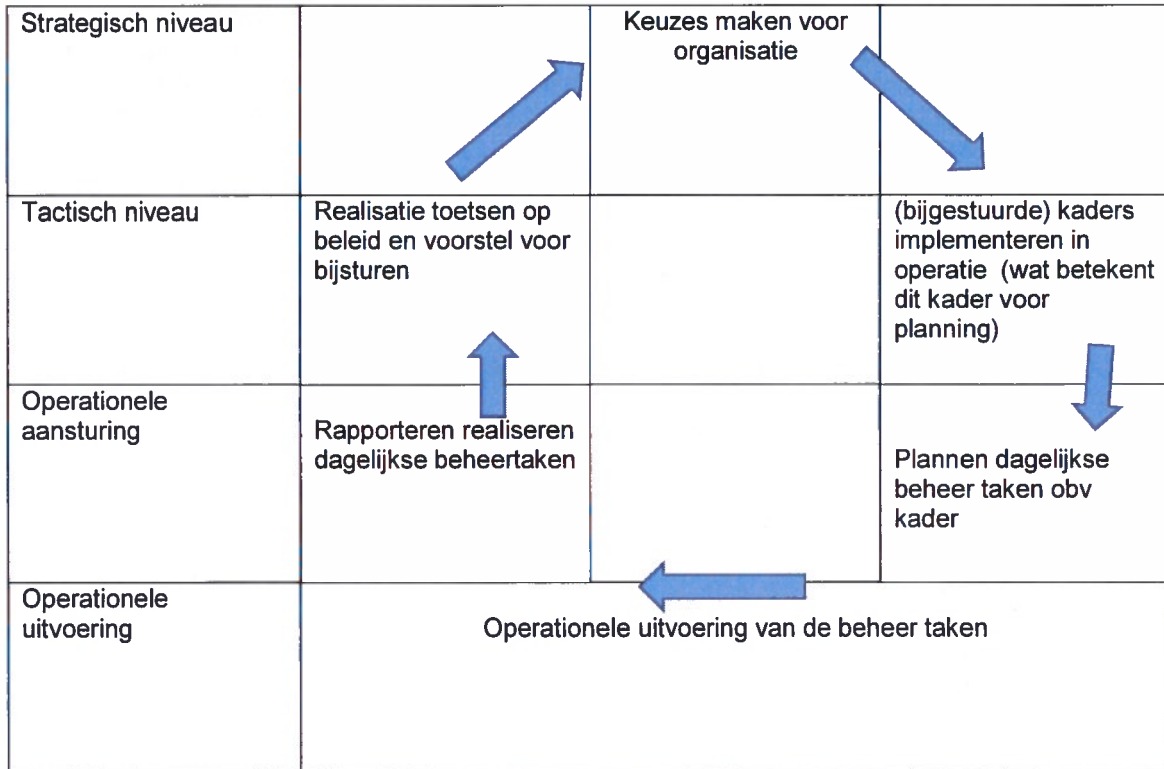 Strategisch niveau
Keuzes maken voor
organisatie
Tactisch niveau
Realisatie toetsen op
beleid en voorstel voor
bijsturen
(bijgestuurde) kaders
implementeren in
operatie (wat betekent
dit kader voor
planning)
Operationele
aansturing
Rapporteren realiseren
dagelijkse beheertaken
Plannen dagelijkse
beheer taken obv
kader
Operationele
uitvoering
Operationele uitvoering van de beheer taken